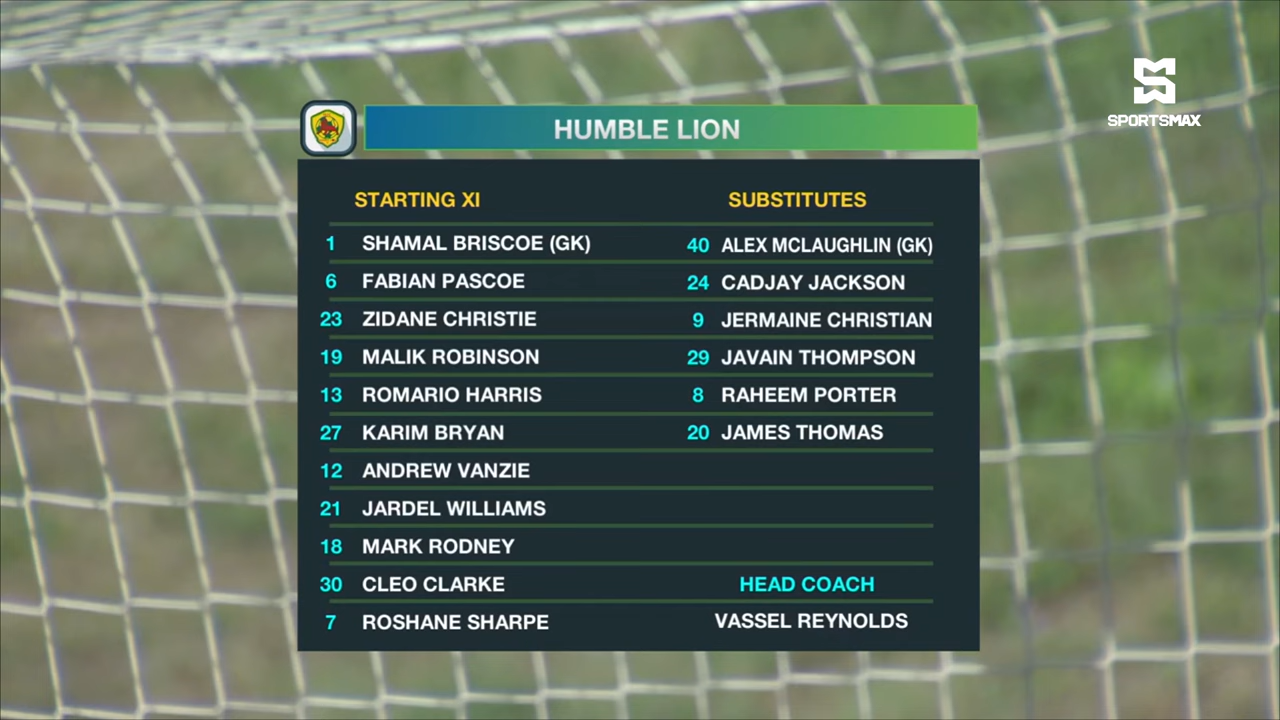 SPORTSMAX
HUMBLE LION
STARTING XI
1 SHAMAL BRISCOE (GK)
6 FABIAN PASCOE
23 ZIDANE CHRISTIE
19 MALIK ROBINSON
13 ROMARIO HARRIS
27 KARIM BRYAN
12 ANDREW VANZIE
21 JARDEL WILLIAMS
18 MARK RODNEY
30 CLEO CLARKE
7 ROSHANE SHARPE
SUBSTITUTES
40 ALEX MCLAUGHLIN (GK)
24 CADJAY JACKSON
9 JERMAINE CHRISTIAN
29 JAVAIN THOMPSON
8 RAHEEM PORTER
20 JAMES THOMAS
HEAD COACH
VASSEL REYNOLDS